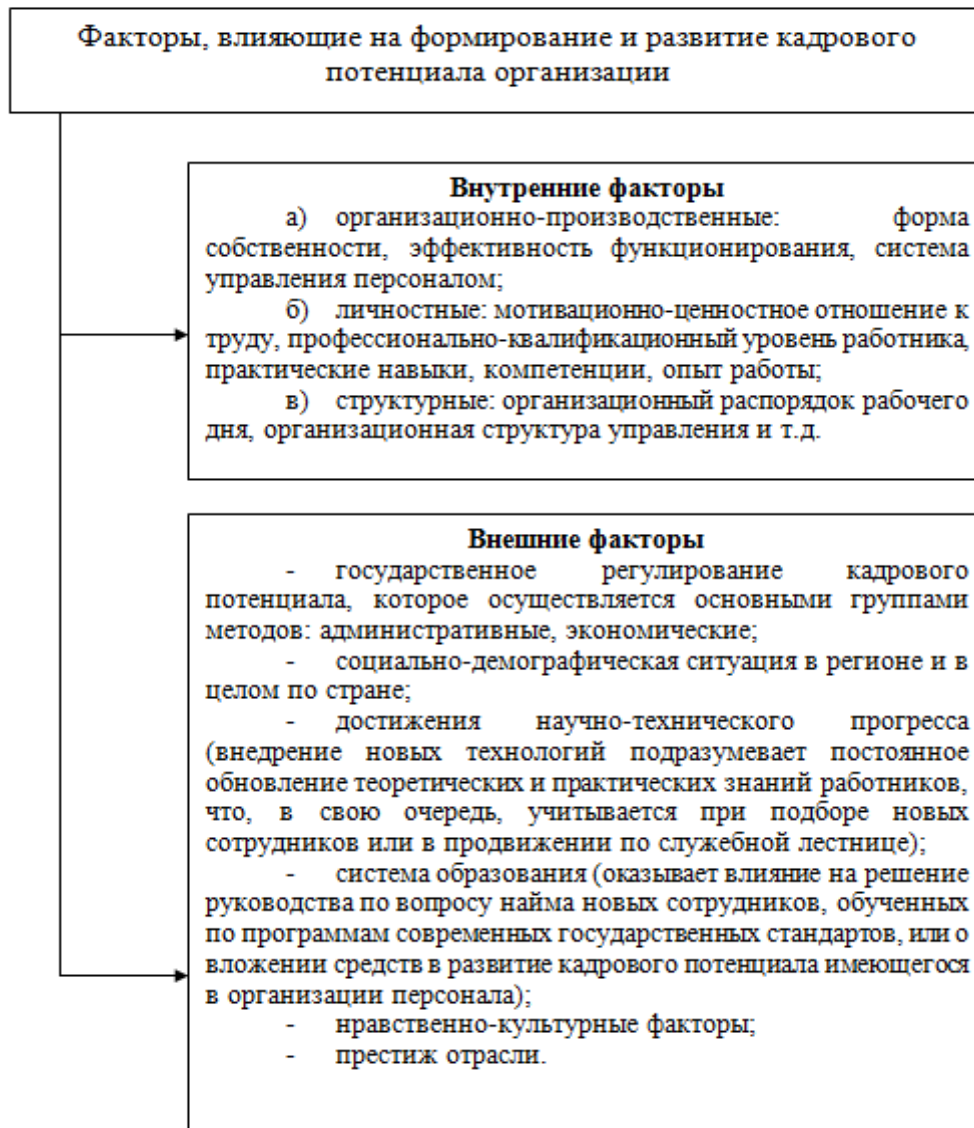 Факторы, влияющие на формирование и развитие кадрового
потенциала организации
Внутренние факторы
а) организационно-производственные: форма
собственности, эффективность функционирования, система
управления персоналом;
б) личностные: мотивационно-ценностное отношение к
труду, профессионально-квалификационный уровень работника,
практические навыки, компетенции, опыт работы;
в) структурные: организационный распорядок рабочего
дня, организационная структура управления и т.д.
Внешние факторы
- государственное регулирование кадрового
потенциала, которое осуществляется основными группами
методов: административные, экономические;
- социально-демографическая ситуация в регионе и в
целом по стране;
- достижения научно-технического прогресса
(внедрение новых технологий подразумевает постоянное
обновление теоретических и практических знаний работников,
что, в свою очередь, учитывается при подборе новых
сотрудников или в продвижении по служебной лестнице);
- система образования (оказывает влияние на решение
руководства по вопросу найма новых сотрудников, обученных
по программам современных государственных стандартов, или о
вложении средств в развитие кадрового потенциала имеющегося
в организации персонала);
- нравственно-культурные факторы;
- престиж отрасли.